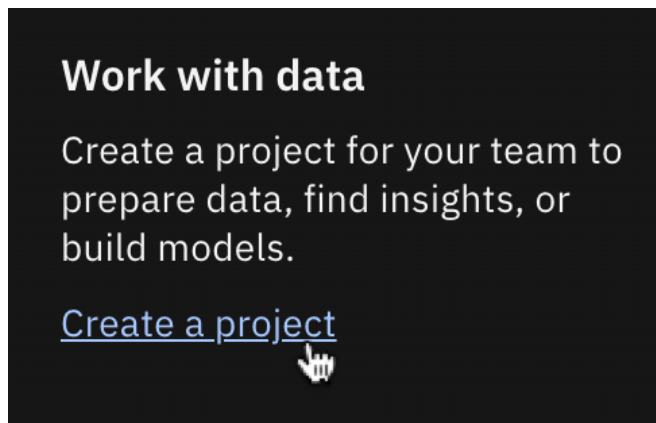 Work with data
Create a project for your team to
prepare data, find insights, or
build models.
Create a project